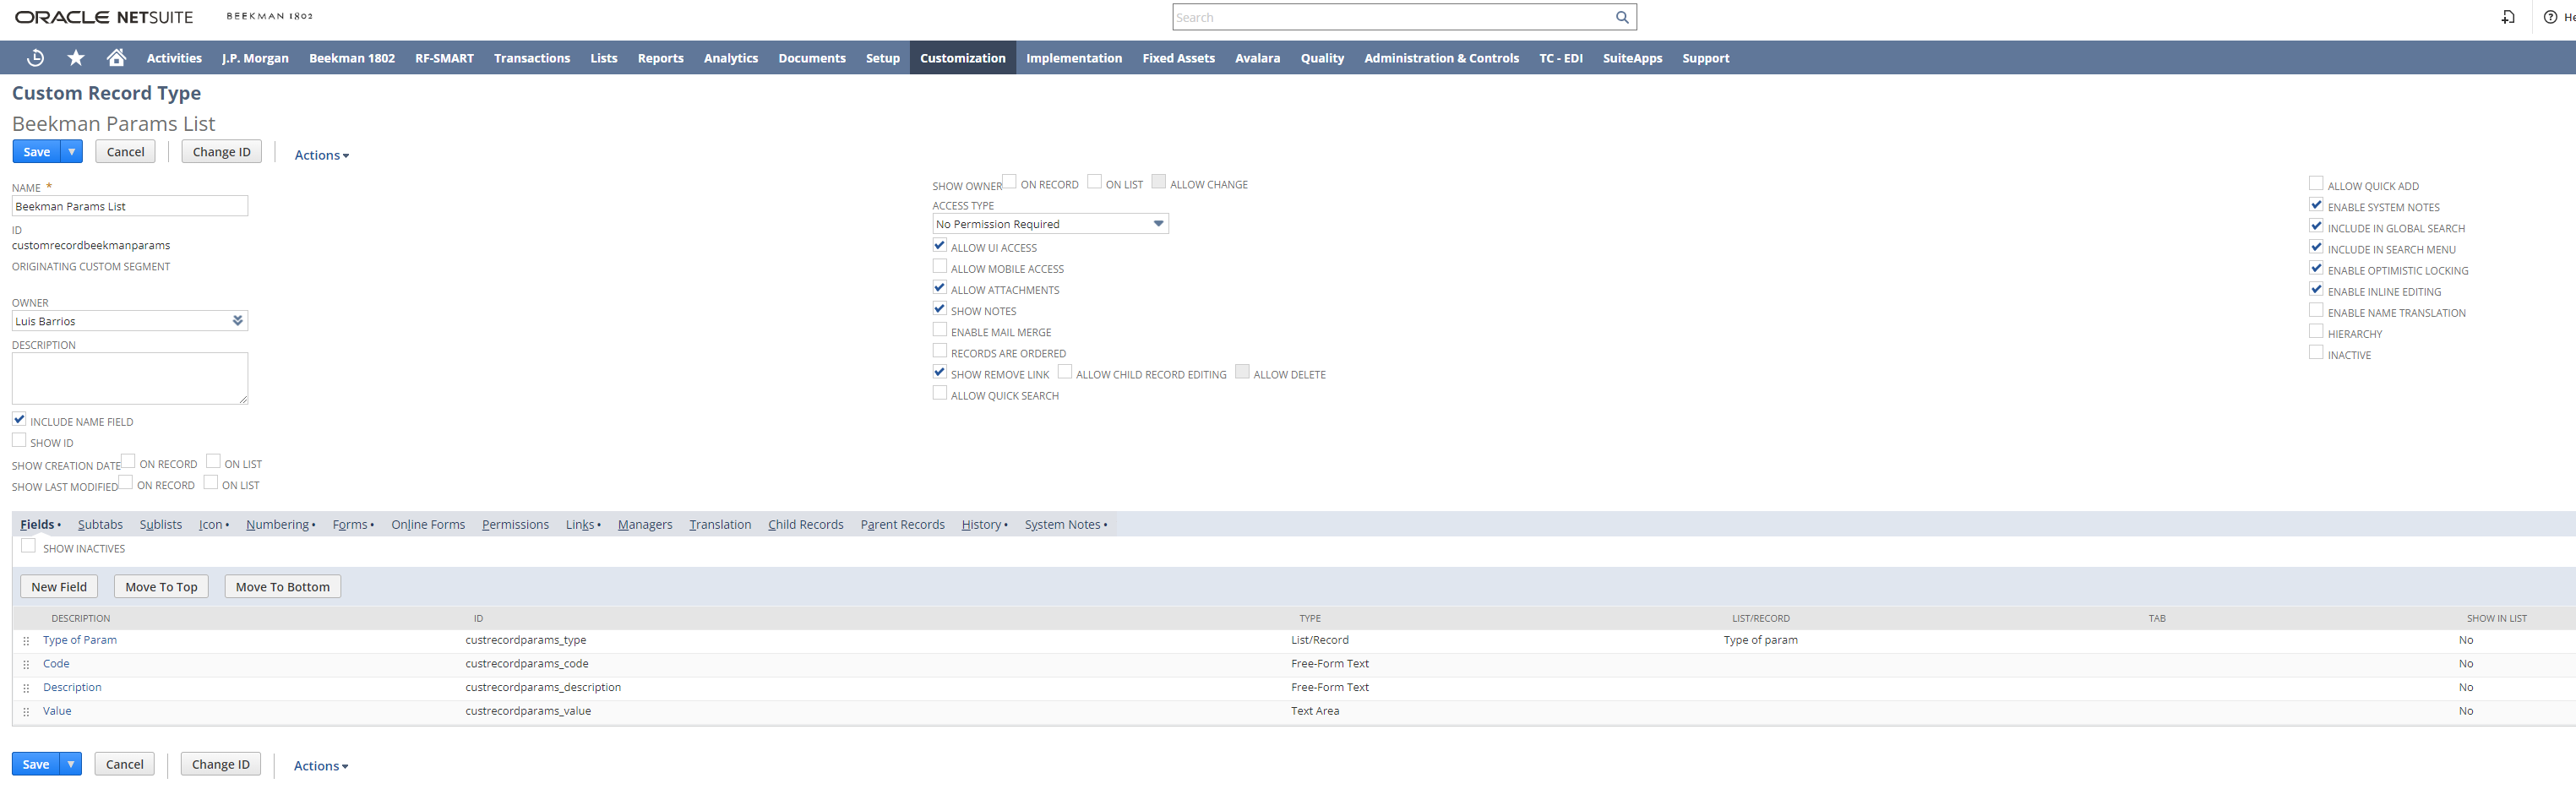 ORACLE NETSUITE BEEKMAN 1802 Search
Activities J.P. Morgan Beekman 1802 RF-SMART Transactions Lists Reports Analytics Documents Setup Customization Implementation Fixed Assets Avalara Quality Administration & Controls TC - EDI SuiteApps Support
Custom Record Type
Beekman Params List
Save Cancel Change ID Actions
NAME *
Beekman Params List
ID
customrecordbeekmanparams
ORIGINATING CUSTOM SEGMENT
OWNER
Luis Barrios
DESCRIPTION
INCLUDE NAME FIELD
SHOW ID
SHOW CREATION DATE ON RECORD ON LIST
SHOW LAST MODIFIED ON RECORD ON LIST
SHOW OWNER ON RECORD ON LIST ALLOW CHANGE
ACCESS TYPE
No Permission Required
ALLOW UI ACCESS
ALLOW MOBILE ACCESS
ALLOW ATTACHMENTS
SHOW NOTES
ENABLE MAIL MERGE
RECORDS ARE ORDERED
SHOW REMOVE LINK ALLOW CHILD RECORD EDITING ALLOW DELETE
ALLOW QUICK SEARCH
ALLOW QUICK ADD
ENABLE SYSTEM NOTES
INCLUDE IN GLOBAL SEARCH
INCLUDE IN SEARCH MENU
ENABLE OPTIMISTIC LOCKING
ENABLE INLINE EDITING
ENABLE NAME TRANSLATION
HIERARCHY
INACTIVE
Fields • Subtabs Sublists Icon • Numbering • Forms • Online Forms Permissions Links • Managers Translation Child Records Parent Records History • System Notes •
SHOW INACTIVES
New Field Move To Top Move To Bottom
DESCRIPTION ID TYPE LIST/RECORD TAB SHOW IN LIST
Type of Param custrecordparams_type List/Record Type of param No
Code custrecordparams_code Free-Form Text No
Description custrecordparams_description Free-Form Text No
Value custrecordparams_value Text Area No
Save Cancel Change ID Actions